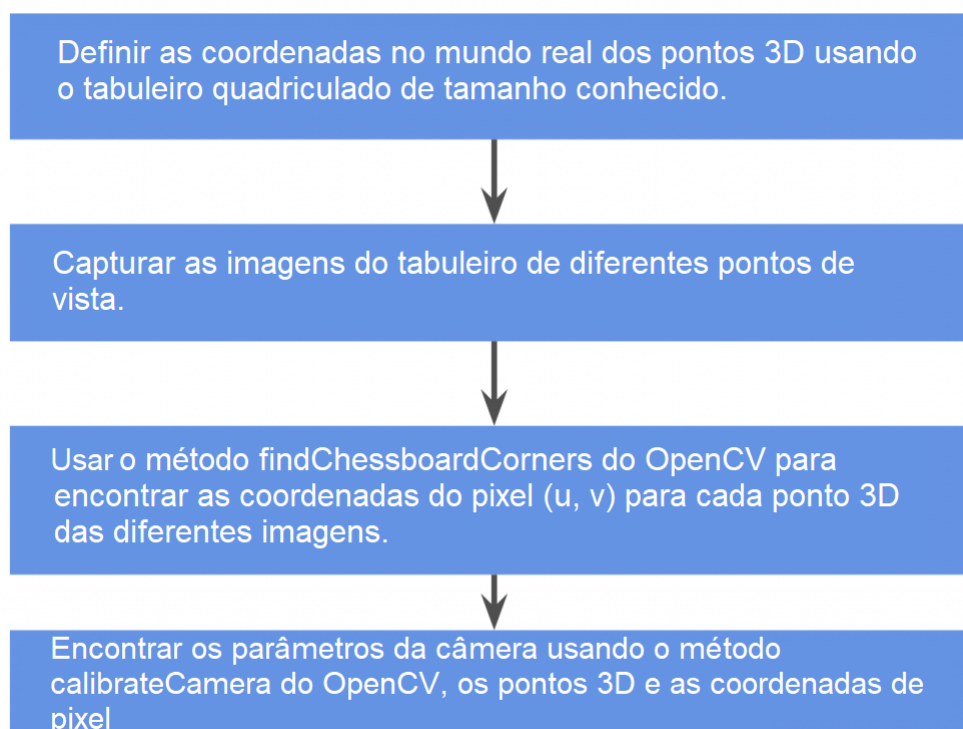 Definir as coordenadas no mundo real dos pontos 3D usando
o tabuleiro quadriculado de tamanho conhecido.
Capturar as imagens do tabuleiro de diferentes pontos de
vista.
Usar o método findChessboardCorners do OpenCV para
encontrar as coordenadas do pixel (u, v) para cada ponto 3D
das diferentes imagens.
Encontrar os parâmetros da câmera usando o método
calibrateCamera do OpenCV, os pontos 3D e as coordenadas de
pixel